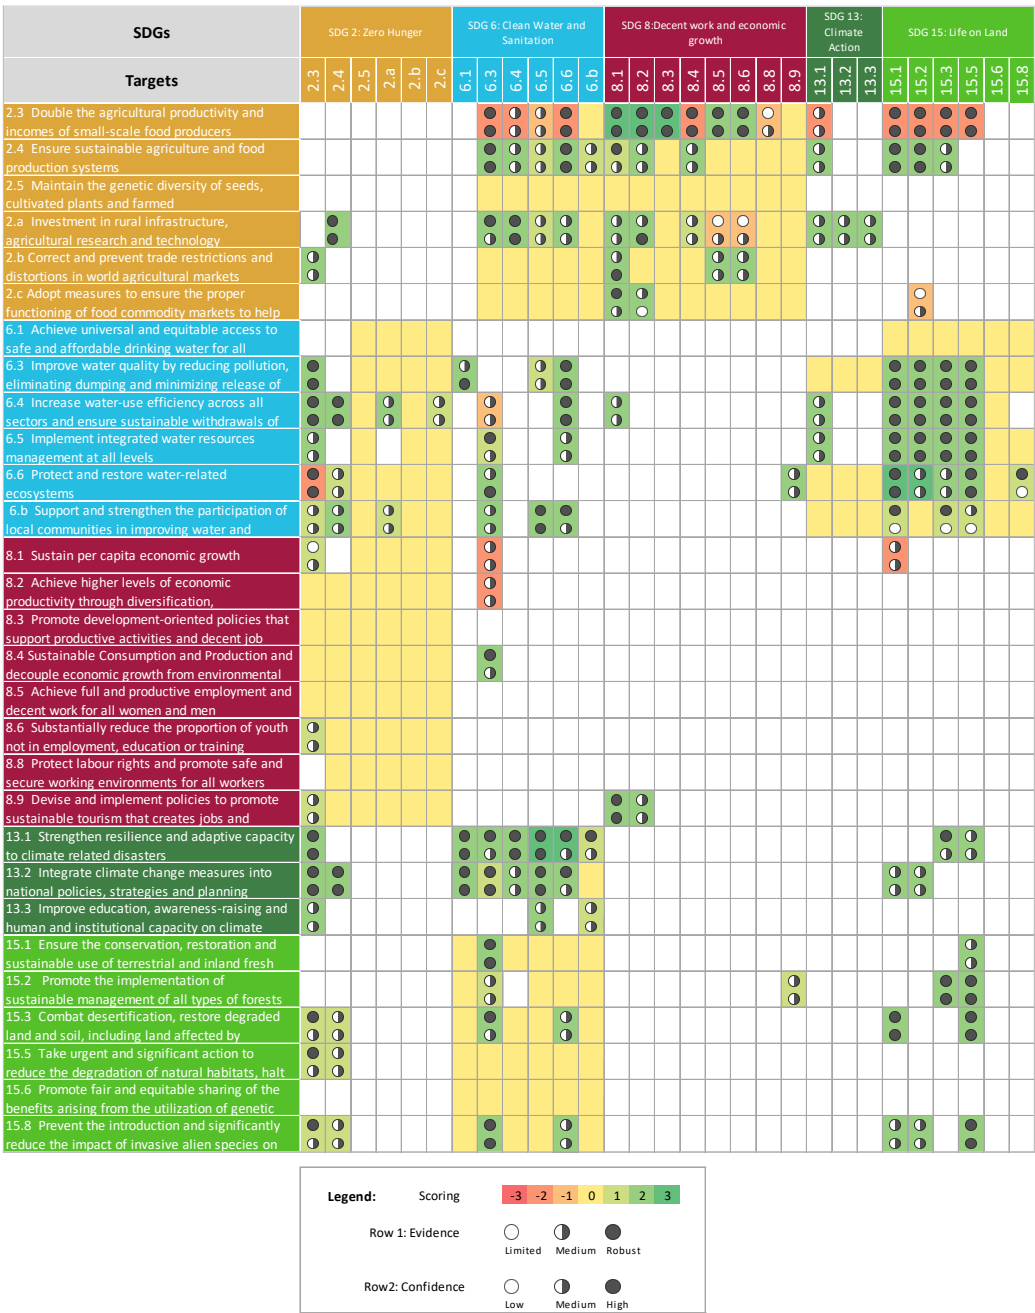 SDGs
SDG 2: Zero Hunger
SDG 6: Clean Water and
Sanitation
SDG 8:Decent work and economic
growth
SDG 13:
Climate
Action
SDG 15: Life on Land
Targets
2.3 2.4 2.5 2.a 2.b 2.c 6.1 6.3 6.4 6.5 6.6 6.b 8.1 8.2 8.3 8.4 8.5 8.6 8.8 8.9 13.1 13.2 13.3 15.1 15.2 15.3 15.5 15.6 15.8
2.3 Double the agricultural productivity and
incomes of small-scale food producers
2.4 Ensure sustainable agriculture and food
production systems
2.5 Maintain the genetic diversity of seeds,
cultivated plants and farmed
2.a Investment in rural infrastructure,
agricultural research and technology
2.b Correct and prevent trade restrictions and
distortions in world agricultural markets
2.c Adopt measures to ensure the proper
functioning of food commodity markets to help
6.1 Achieve universal and equitable access to
safe and affordable drinking water for all
6.3 Improve water quality by reducing pollution,
eliminating dumping and minimizing release of
6.4 Increase water-use efficiency across all
sectors and ensure sustainable withdrawals of
6.5 Implement integrated water resources
management at all levels
6.6 Protect and restore water-related
ecosystems
6.b Support and strengthen the participation of
local communities in improving water and
8.1 Sustain per capita economic growth
8.2 Achieve higher levels of economic
productivity through diversification,
8.3 Promote development-oriented policies that
support productive activities and decent job
8.4 Sustainable Consumption and Production and
decouple economic growth from environmental
8.5 Achieve full and productive employment and
decent work for all women and men
8.6 Substantially reduce the proportion of youth
not in employment, education or training
8.8 Protect labour rights and promote safe and
secure working environments for all workers
8.9 Devise and implement policies to promote
sustainable tourism that creates jobs and
13.1 Strengthen resilience and adaptive capacity
to climate related disasters
13.2 Integrate climate change measures into
national policies, strategies and planning
13.3 Improve education, awareness-raising and
human and institutional capacity on climate
15.1 Ensure the conservation, restoration and
sustainable use of terrestrial and inland fresh
15.2 Promote the implementation of
sustainable management of all types of forests
15.3 Combat desertification, restore degraded
land and soil, including land affected by
15.5 Take urgent and significant action to
reduce the degradation of natural habitats, halt
15.6 Promote fair and equitable sharing of the
benefits arising from the utilization of genetic
15.8 Prevent the introduction and significantly
reduce the impact of invasive alien species on
Legend: Scoring -3 -2 -1 0 1 2 3
Row 1: Evidence
Limited Medium Robust
Row2: Confidence
Low Medium High